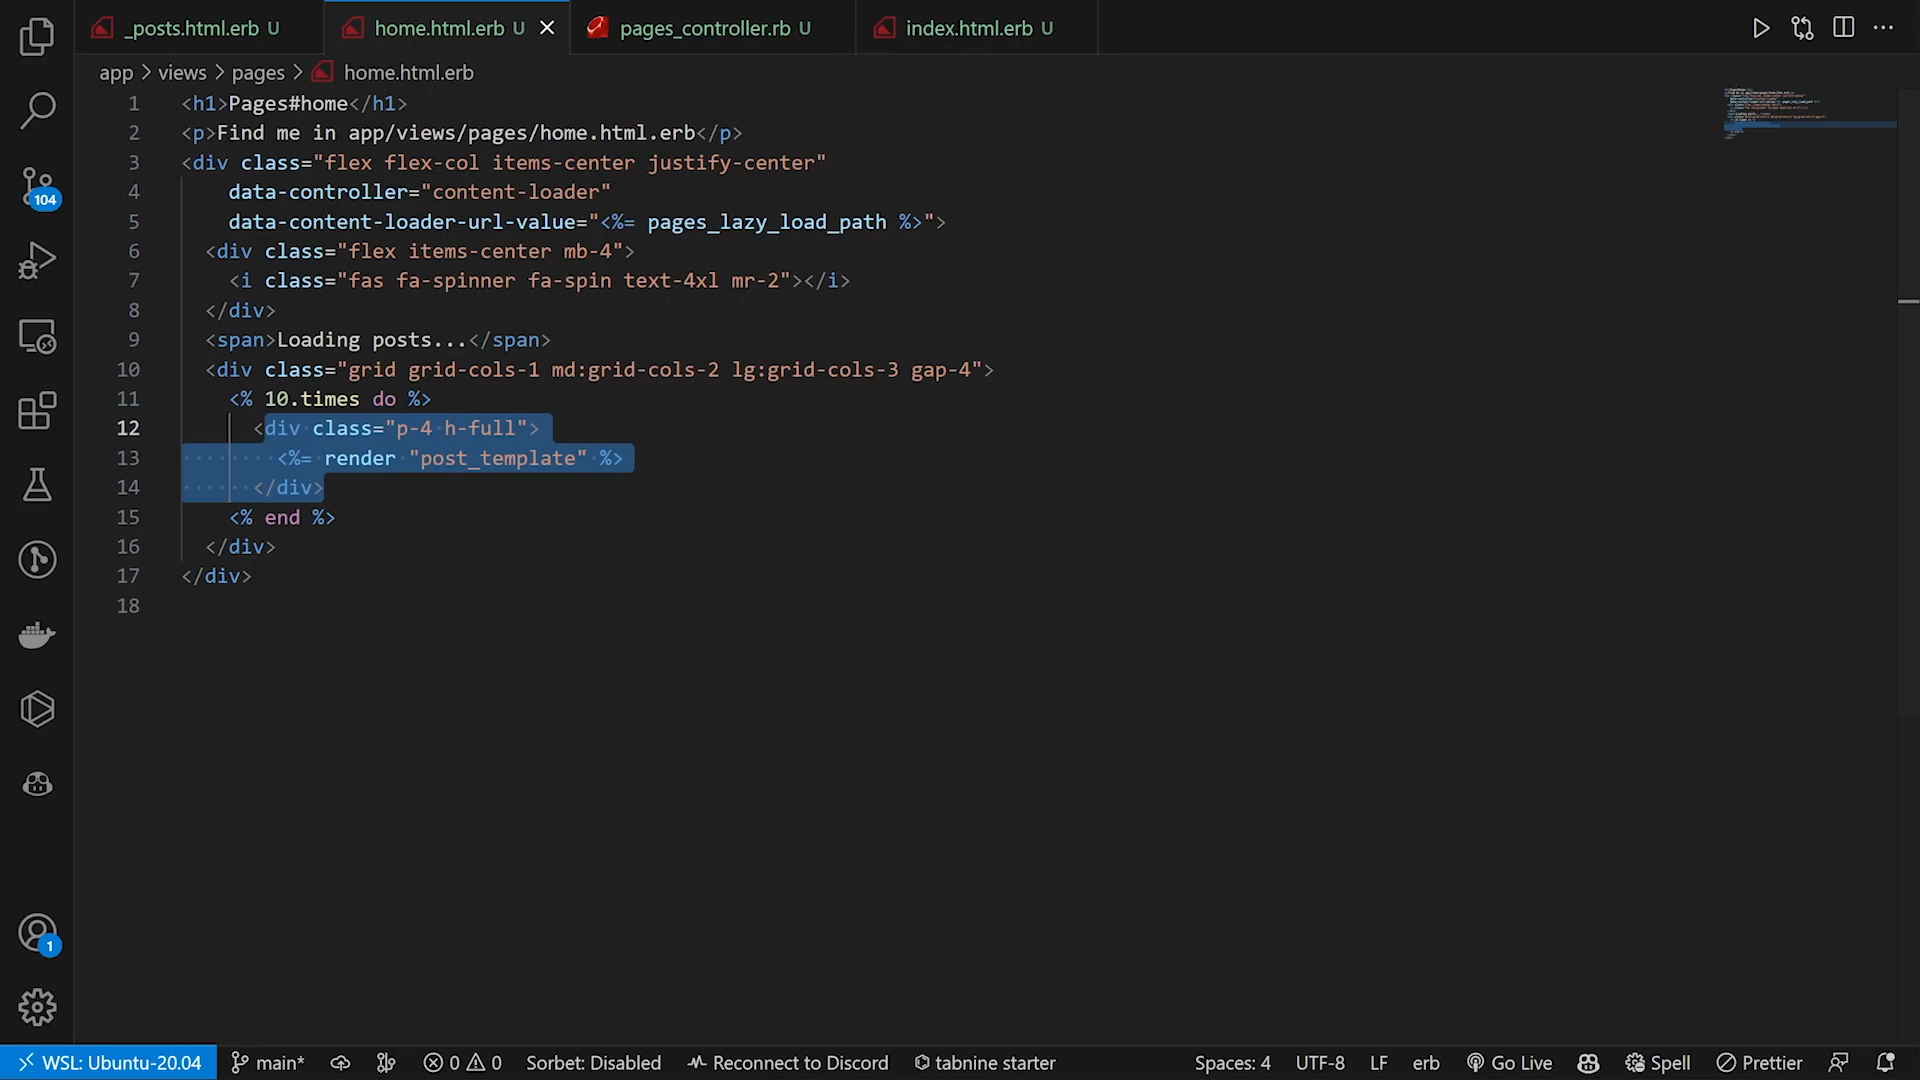 _posts.html.erb U
home.html.erb U
pages_controller.rb U
index.html.erb U
app > views > pages > home.html.erb
1 <h1>Pages#home</h1>
2 <p>Find me in app/views/pages/home.html.erb</p>
3 <div class="flex flex-col items-center justify-center"
4 data-controller="content-loader"
5 data-content-loader-url-value="<%= pages_lazy_load_path %>">
6 <div class="flex items-center mb-4">
7 <i class="fas fa-spinner fa-spin text-4xl mr-2"></i>
8 </div>
9 <span>Loading posts...</span>
10 <div class="grid grid-cols-1 md:grid-cols-2 lg:grid-cols-3 gap-4">
11 <% 10.times do %>
12 <div class="p-4 h-full">
13 <%= render "post_template" %>
14 </div>
15 <% end %>
16 </div>
17 </div>
18
104
1
WSL: Ubuntu-20.04 main* 0 0 Sorbet: Disabled Reconnect to Discord tabnine starter Spaces: 4 UTF-8 LF erb Go Live Spell Prettier